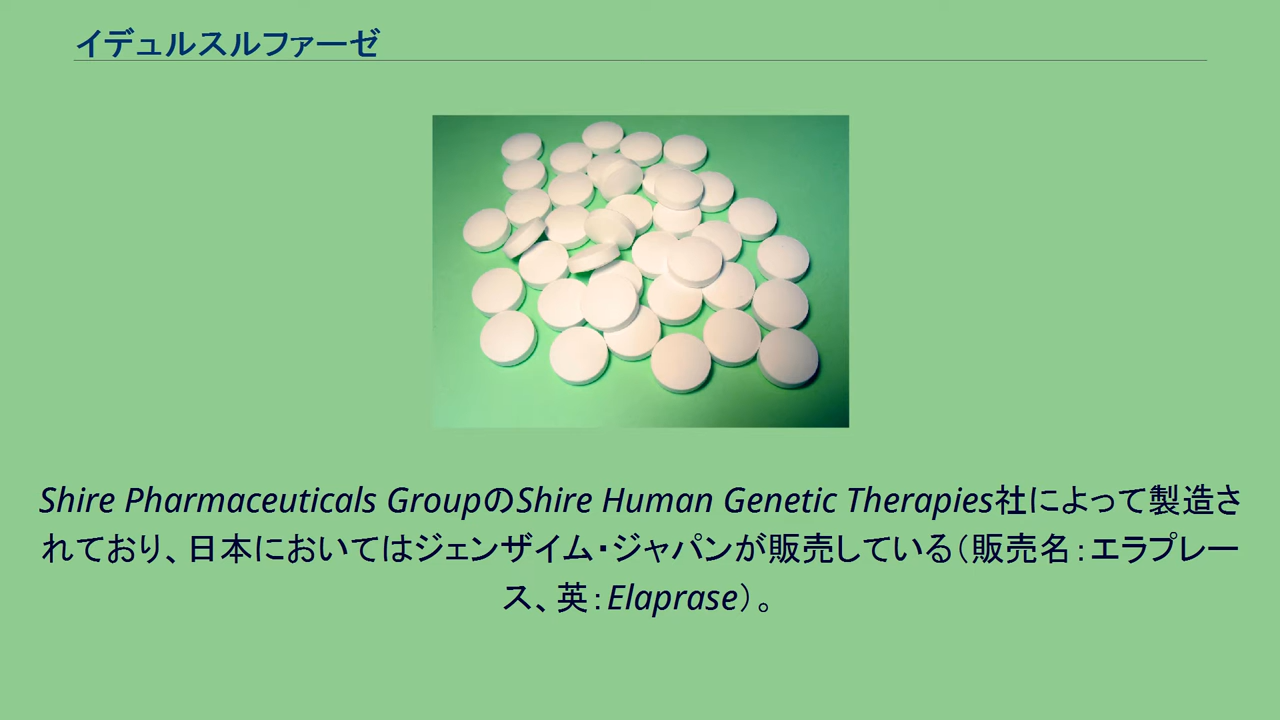 イデュルスルファーゼ
Shire Pharmaceuticals GroupのShire Human Genetic Therapies社によって製造さ
れており、日本においてはジェンザイム・ジャパンが販売している（販売名：エラプレー
ス、英：Elaprase）。